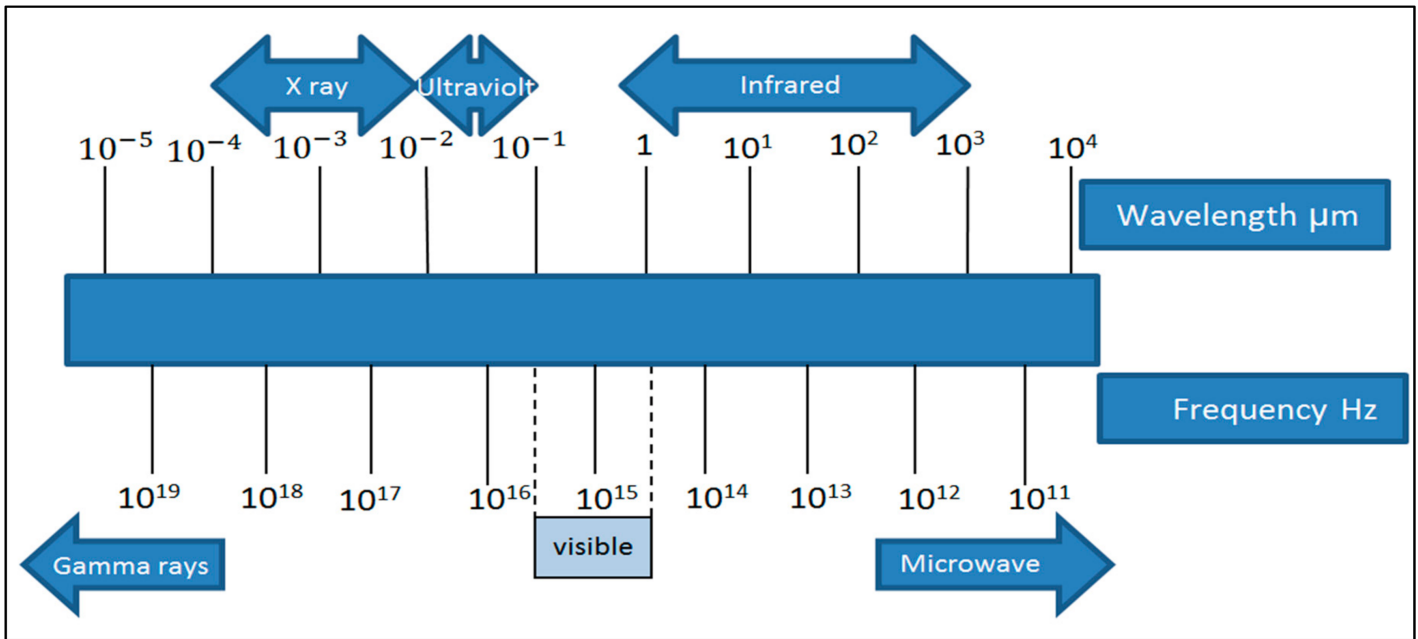 X ray Ultraviolt Infrared
10⁻⁵ 10⁻⁴ 10⁻³ 10⁻² 10⁻¹ 1 10¹ 10² 10³ 10⁴
Wavelength μm
Frequency Hz
10¹⁹ 10¹⁸ 10¹⁷ 10¹⁶ 10¹⁵ 10¹⁴ 10¹³ 10¹² 10¹¹
Gamma rays visible Microwave